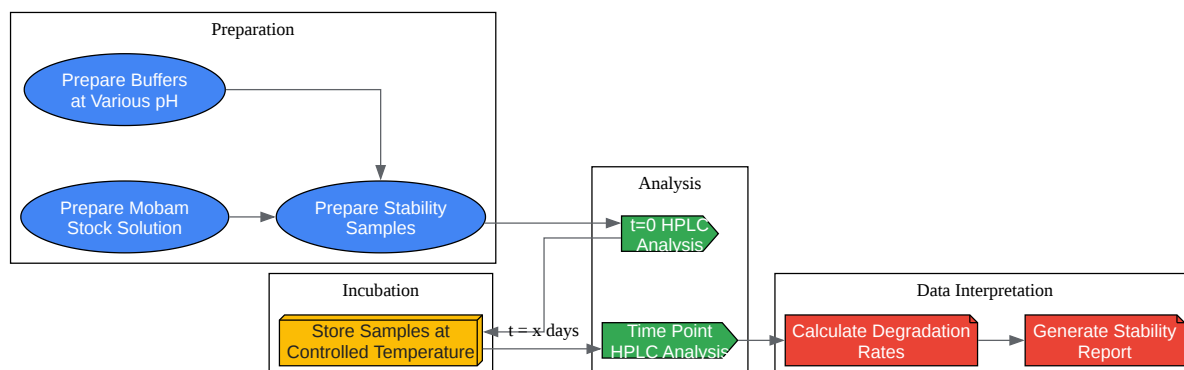 Preparation
Prepare Buffers
at Various pH
Prepare Mobam
Stock Solution
Prepare Stability
Samples
Analysis
t=0 HPLC
Analysis
Incubation
Store Samples at
Controlled Temperature
t = x days
Time Point
HPLC Analysis
Data Interpretation
Calculate Degradation
Rates
Generate Stability
Report